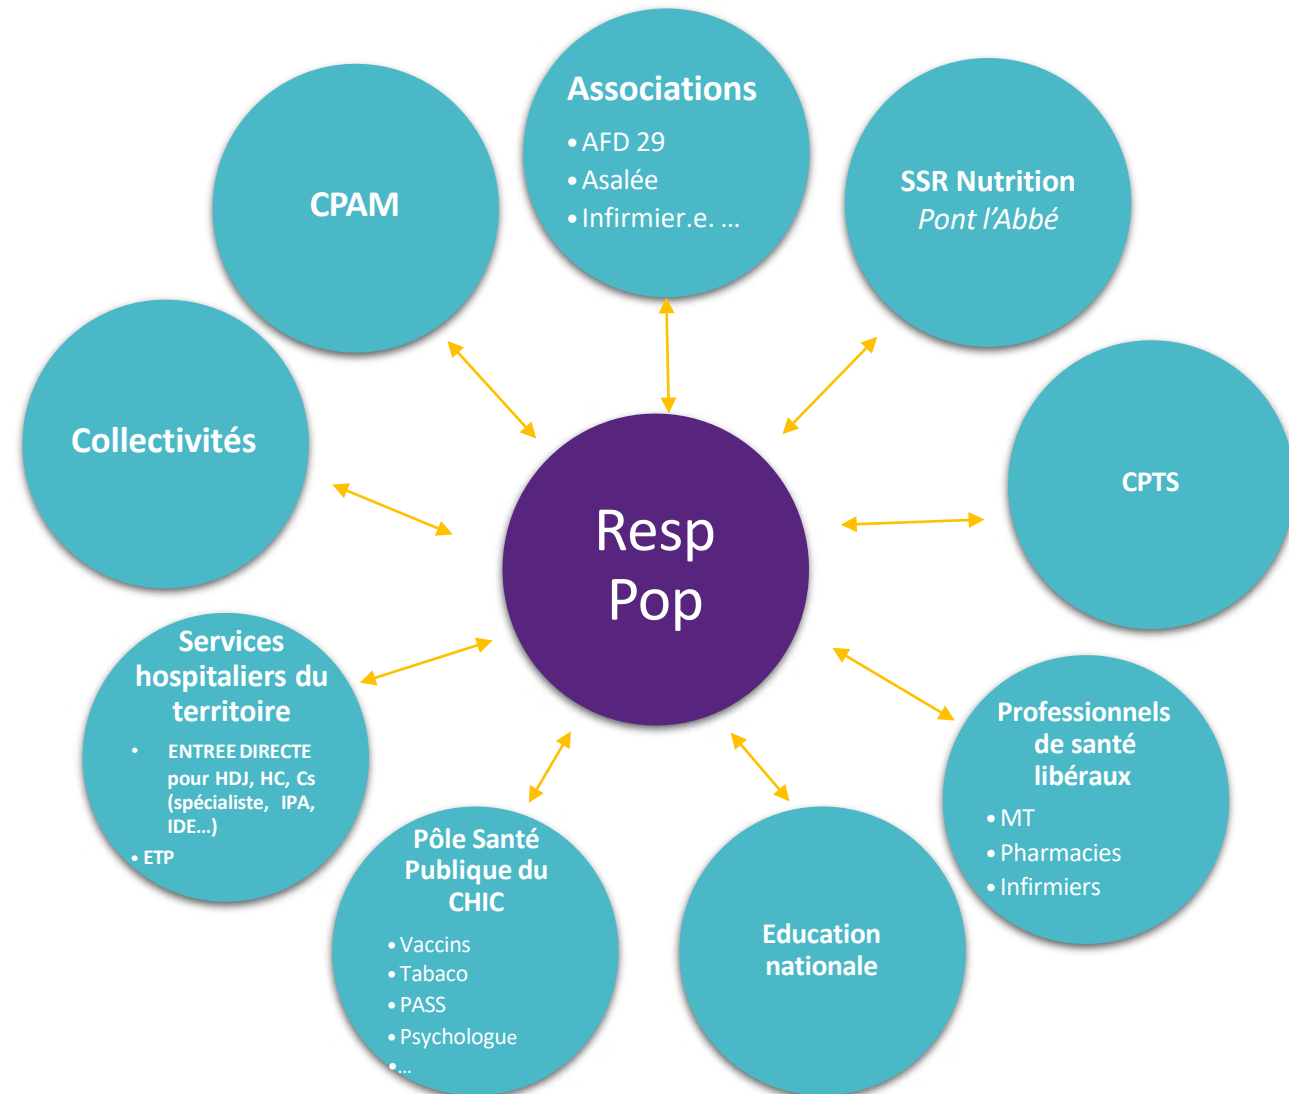 Associations
• AFD 29
• Asalée
• Infirmier.e. ...
SSR Nutrition
Pont l'Abbé
CPTS
Professionnels
de santé
libéraux
• MT
• Pharmacies
• Infirmiers
Education
nationale
Pôle Santé
Publique du
CHIC
• Vaccins
• Tabaco
• PASS
• Psychologue
•...
Services
hospitaliers du
territoire
• ENTREE DIRECTE
pour HDJ, HC, Cs
(spécialiste, IPA,
IDE...)
• ETP
Collectivités
CPAM
Resp
Pop